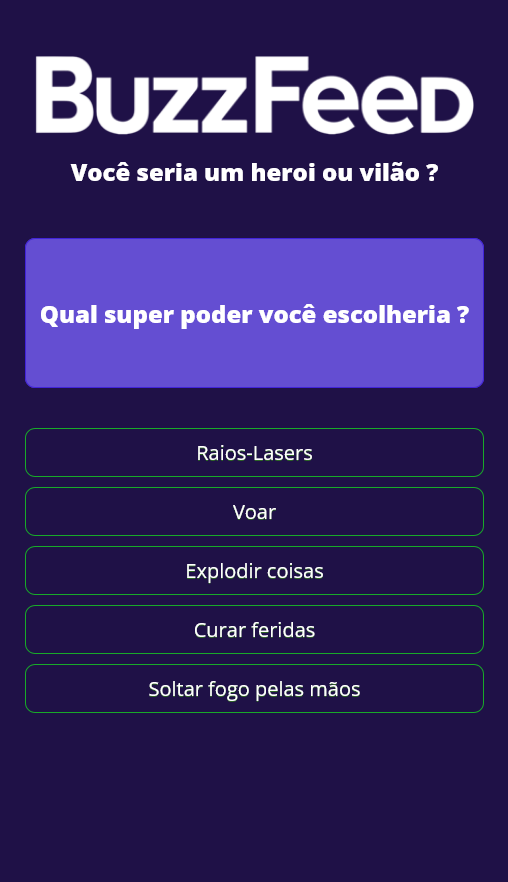 BuzzFeed
Você seria um heroi ou vilão ?
Qual super poder você escolheria ?
Raios-Lasers
Voar
Explodir coisas
Curar feridas
Soltar fogo pelas mãos